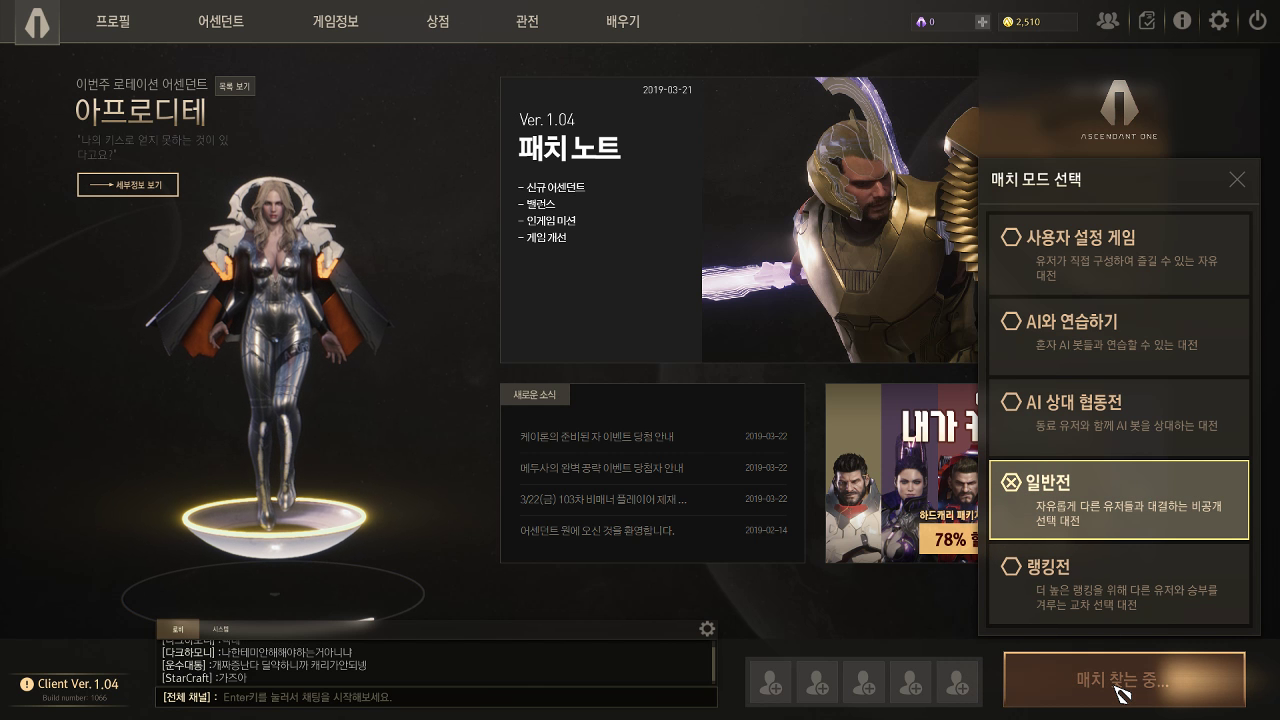 프로필
어센던트
게임정보
상점
관전
배우기
0
2,510
이번주 로테이션 어센던트
목록 보기
아프로디테
"나의 키스로 얻지 못하는 것이 있
다고요?"
세부정보 보기
2019-03-21
Ver. 1.04
패치 노트
- 신규 어센던트
- 밸런스
- 인게임 미션
- 게임 개선
새로운 소식
케이론의 준비된 자 이벤트 당첨 안내 2019-03-22
메두사의 완벽 공략 이벤트 당첨자 안내 2019-03-22
3/22(금) 103차 비매너 플레이어 제재 ... 2019-03-22
어센던트 원에 오신 것을 환영합니다. 2019-02-14
내가
하드캐리 패키지
78%
ASCENDANT ONE
매치 모드 선택
사용자 설정 게임
유저가 직접 구성하여 즐길 수 있는 자유
대전
AI와 연습하기
혼자 AI 봇들과 연습할 수 있는 대전
AI 상대 협동전
동료 유저와 함께 AI 봇을 상대하는 대전
일반전
자유롭게 다른 유저들과 대결하는 비공개
선택 대전
랭킹전
더 높은 랭킹을 위해 다른 유저와 승부를
겨루는 교차 선택 대전
매치 찾는 중...
로비
시스템
[다크하모니] :나한테미안해해야하는거아니냐
[운수대통] :개짜증난다 딜약하니까 캐리가안되넹
[StarCraft] :가즈아
[전체 채널] : Enter키를 눌러서 채팅을 시작해보세요.
Client Ver. 1.04
Build number: 1066